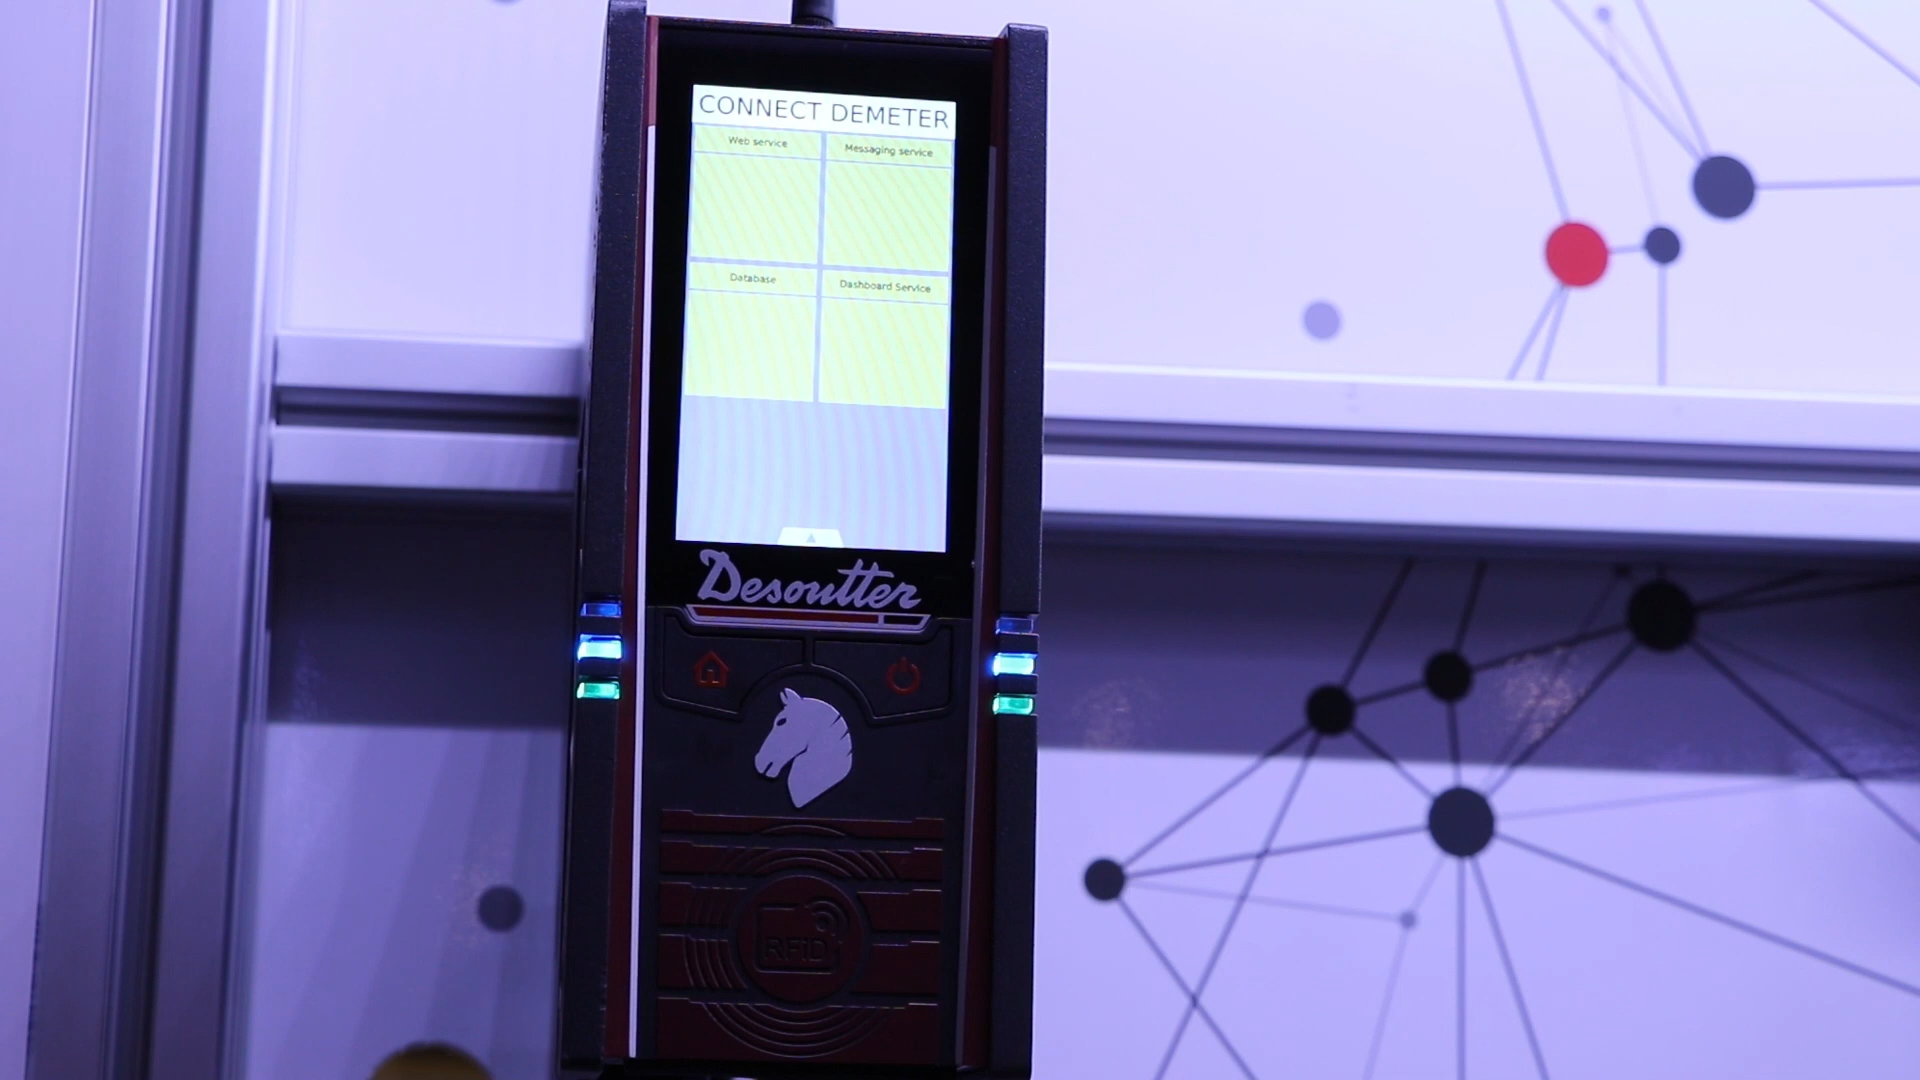 CONNECT DEMETER
Web service
Messaging service
Database
Dashboard Service
Desoutter
RFID